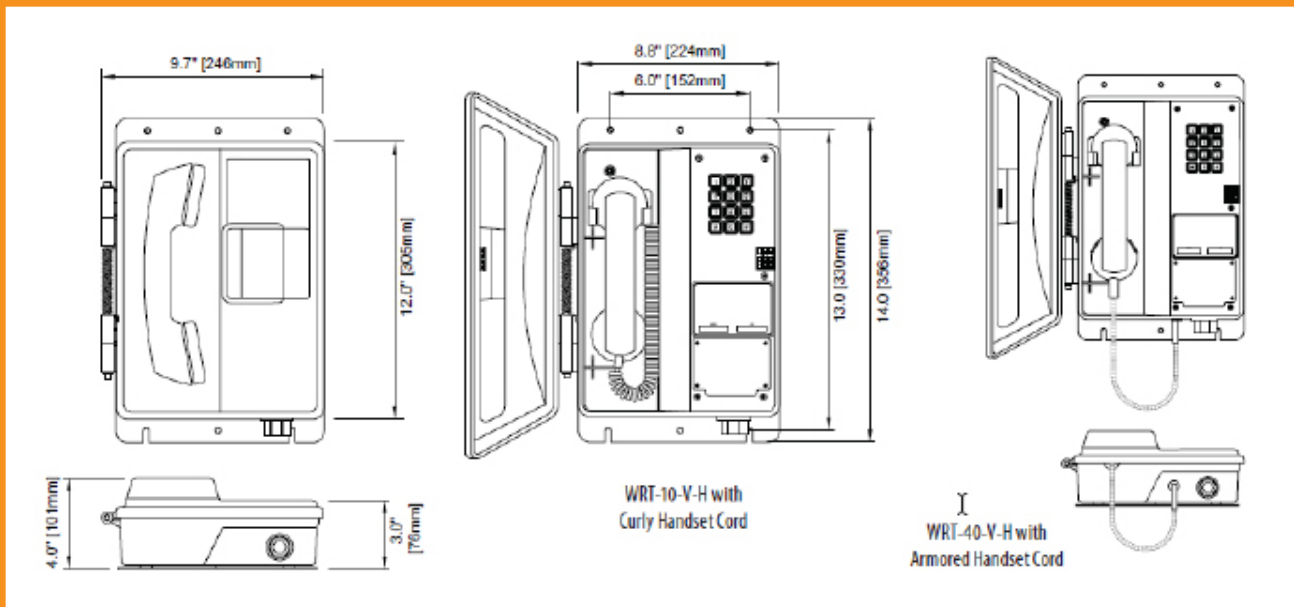 9.7" [246mm]
12.0" [305mm]
4.0" [101mm]
3.0"
[76mm]
8.8" [224mm]
6.0" [152mm]
13.0 [330mm]
14.0 [356mm]
WRT-10-V-H with
Curly Handset Cord
WRT-40-V-H with
Armored Handset Cord